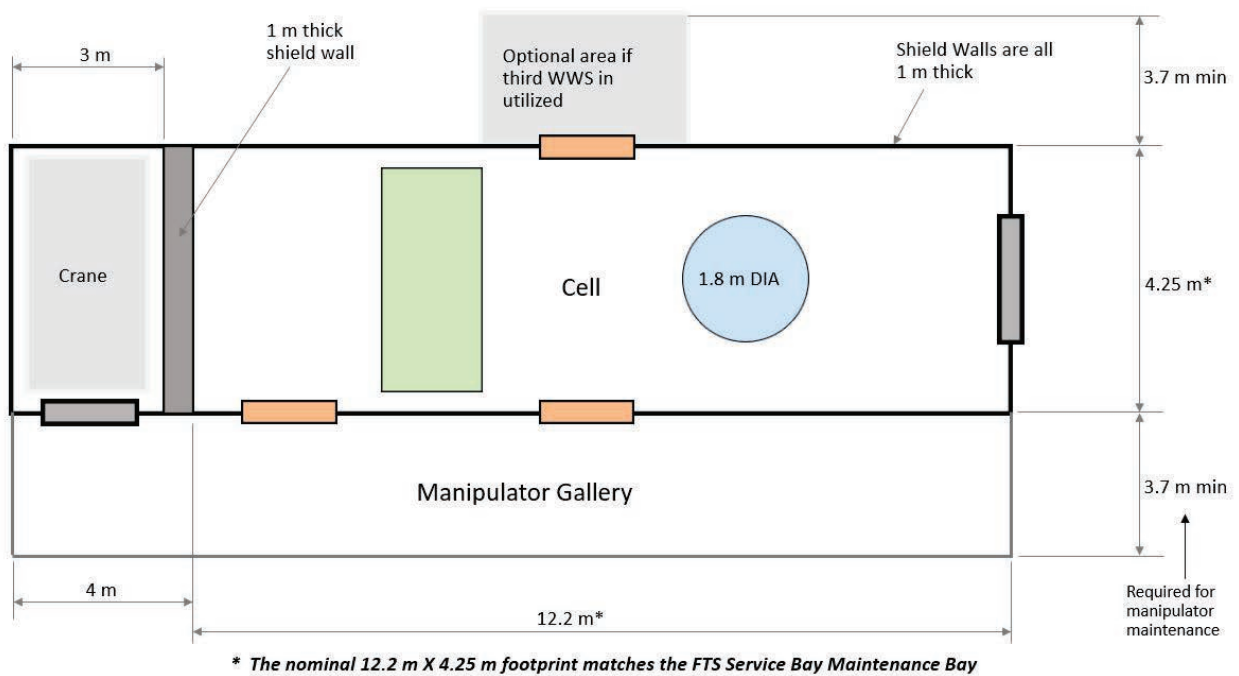 1 m thick
shield wall
3 m
Optional area if
third WWS in
utilized
Shield Walls are all
1 m thick
3.7 m min
Crane
Cell
1.8 m DIA
4.25 m*
Manipulator Gallery
3.7 m min
4 m
12.2 m*
Required for
manipulator
maintenance
* The nominal 12.2 m X 4.25 m footprint matches the FTS Service Bay Maintenance Bay